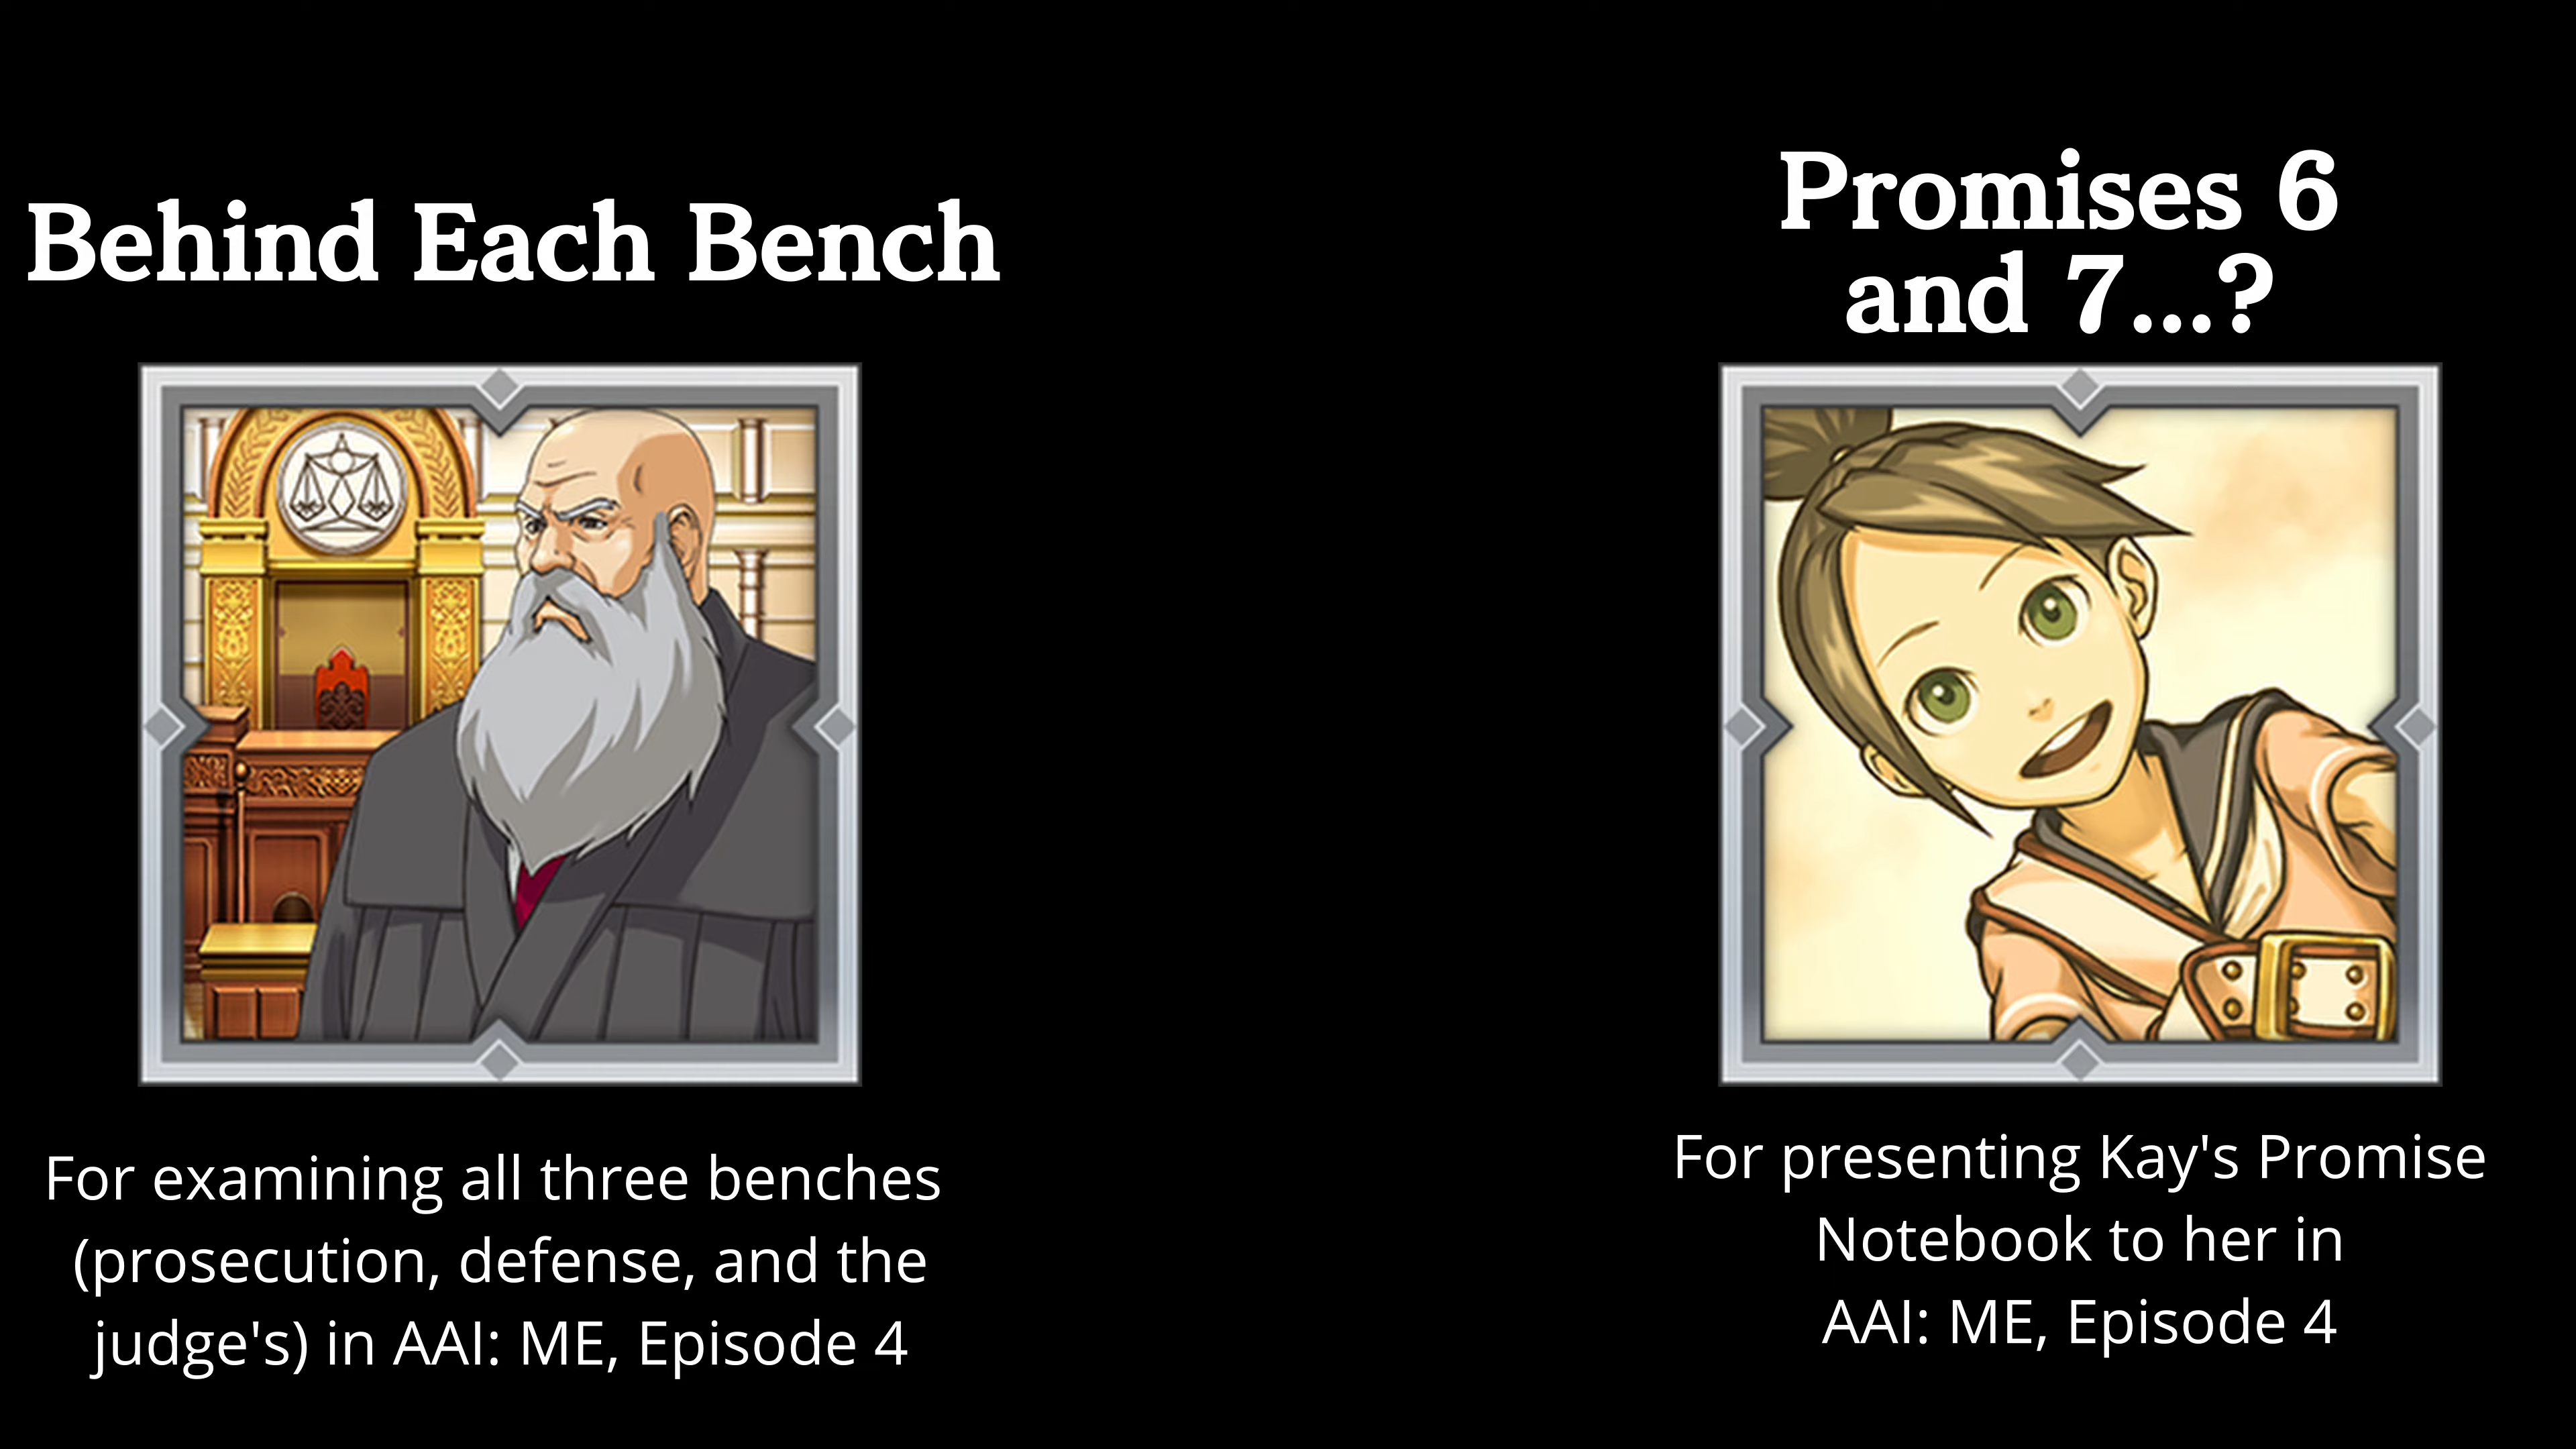 Behind Each Bench
For examining all three benches
(prosecution, defense, and the
judge's) in AAI: ME, Episode 4
Promises 6
and 7...?
For presenting Kay's Promise
Notebook to her in
AAI: ME, Episode 4